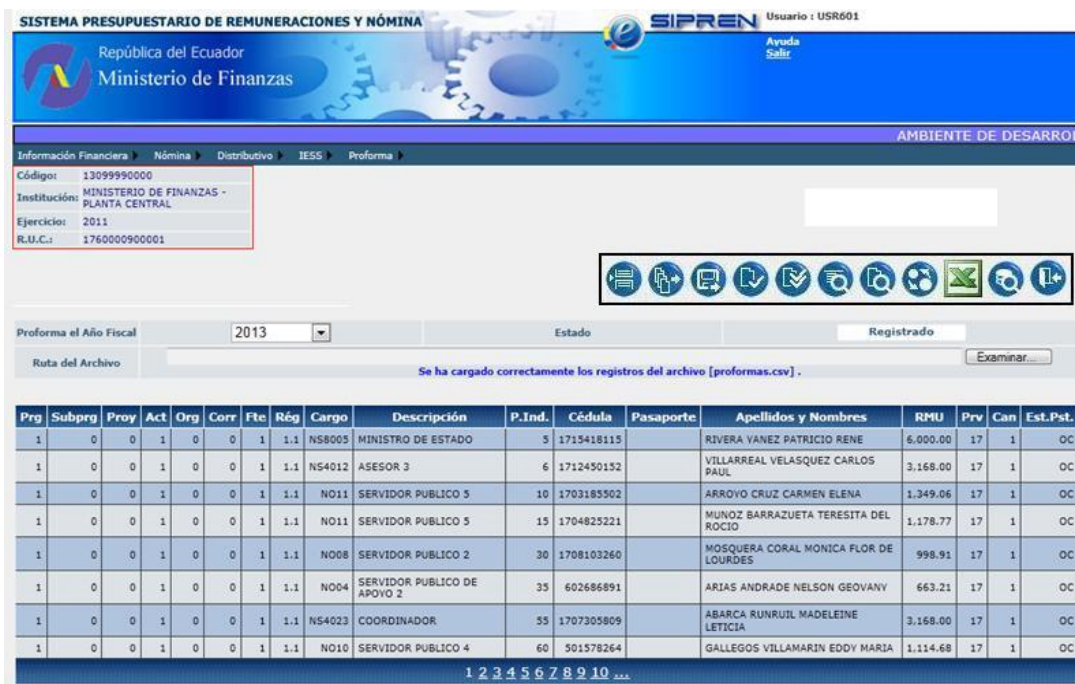 SISTEMA PRESUPUESTARIO DE REMUNERACIONES Y NÓMINA
e SIPREN
Usuario : USR601
Ayuda
Salir
República del Ecuador
Ministerio de Finanzas
AMBIENTE DE DESARROL
Información Financiera Nómina Distributivo IESS Proforma
Código: 13099990000
Institución: MINISTERIO DE FINANZAS -
PLANTA CENTRAL
Ejercicio: 2011
R.U.C.: 1760000900001
Proforma el Año Fiscal 2013 Estado Registrado
Ruta del Archivo Examinar...
Se ha cargado correctamente los registros del archivo [proformas.csv] .
Prg Subprg Proy Act Org Corr Fte Rég Cargo Descripción P.Ind. Cédula Pasaporte Apellidos y Nombres RMU Prv Can Est.Pst.
1 0 0 1 0 0 1 1.1 NS8005 MINISTRO DE ESTADO 5 1715418115 RIVERA YANEZ PATRICIO RENE 6,000.00 17 1 OC
1 0 0 1 0 0 1 1.1 NS4012 ASESOR 3 6 1712450152 VILLARREAL VELASQUEZ CARLOS
PAUL 3,168.00 17 1 OC
1 0 0 1 0 0 1 1.1 NO11 SERVIDOR PUBLICO 5 10 1703185502 ARROYO CRUZ CARMEN ELENA 1,349.06 17 1 OC
1 0 0 1 0 0 1 1.1 NO11 SERVIDOR PUBLICO 5 15 1704825221 MUNOZ BARRAZUETA TERESITA DEL
ROCIO 1,178.77 17 1 OC
1 0 0 1 0 0 1 1.1 NO08 SERVIDOR PUBLICO 2 30 1708103260 MOSQUERA CORAL MONICA FLOR DE
LOURDES 998.91 17 1 OC
1 0 0 1 0 0 1 1.1 NO04 SERVIDOR PUBLICO DE
APOYO 2 35 602686891 ARIAS ANDRADE NELSON GEOVANY 663.21 17 1 OC
1 0 0 1 0 0 1 1.1 NS4023 COORDINADOR 55 1707305809 ABARCA RUNRUIL MADELEINE
LETICIA 3,168.00 17 1 OC
1 0 0 1 0 0 1 1.1 NO10 SERVIDOR PUBLICO 4 60 501578264 GALLEGOS VILLAMARIN EDDY MARIA 1,114.68 17 1 OC
1 2 3 4 5 6 7 8 9 10 ...